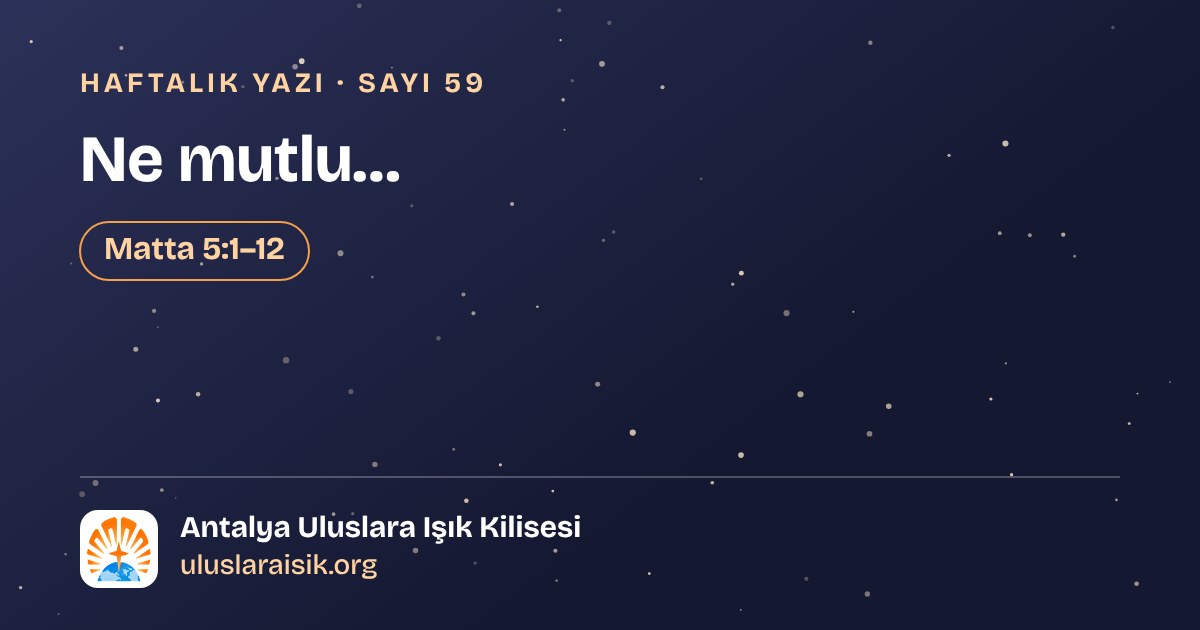 HAFTALIK YAZI · SAYI 59
Ne mutlu...
Matta 5:1–12
Antalya Uluslara Işık Kilisesi
uluslaraisik.org